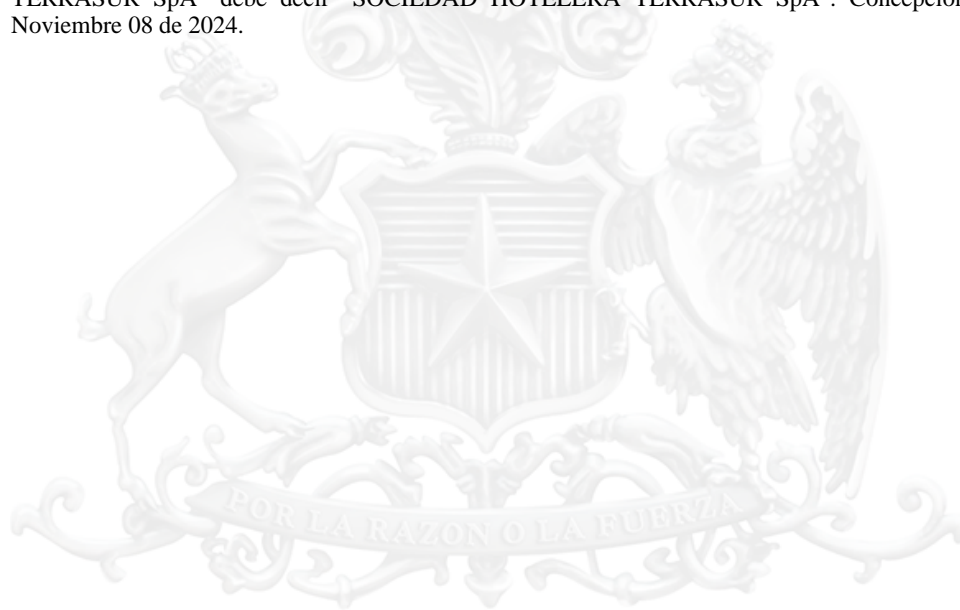 TERRASUR SpA" debe decir "SOCIEDAD HOTELERA TERRASUR SpA". Concepción
Noviembre 08 de 2024.
POR LA RAZON O LA FUERZA